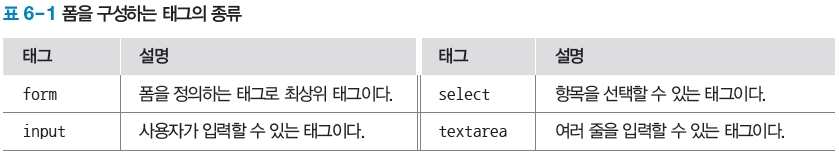 표 6-1 폼을 구성하는 태그의 종류
태그 설명 태그 설명
form 폼을 정의하는 태그로 최상위 태그이다. select 항목을 선택할 수 있는 태그이다.
input 사용자가 입력할 수 있는 태그이다. textarea 여러 줄을 입력할 수 있는 태그이다.